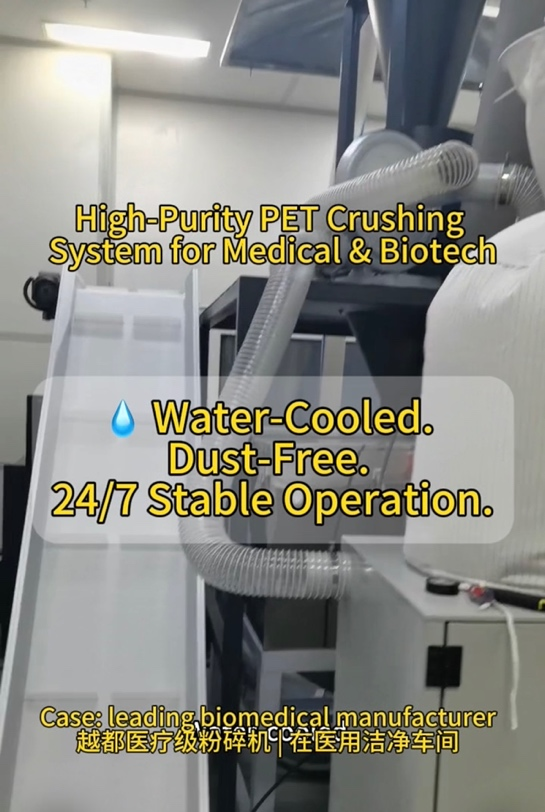 High-Purity PET Crushing
System for Medical & Biotech
💧 Water-Cooled.
Dust-Free.
24/7 Stable Operation.
Case: leading biomedical manufacturer
越都医疗级粉碎机 | 在医用洁净车间